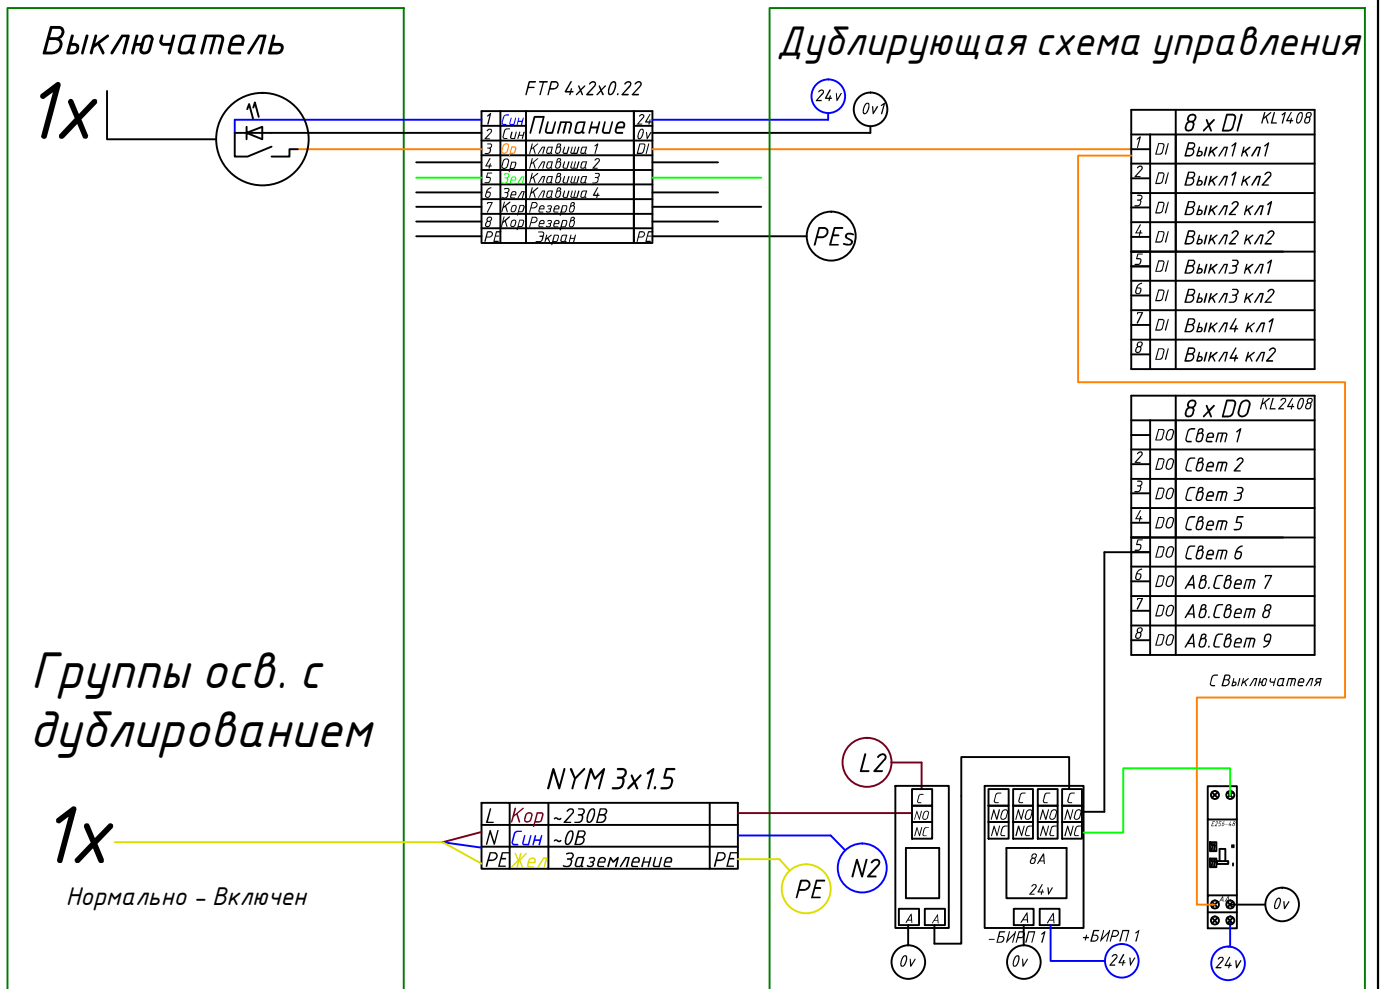 Выключатель
1x
FTP 4x2x0.22
1 Син Питание 24
2 Син 0v
3 Ор Клавиша 1 DI
4 Ор Клавиша 2
5 Зел Клавиша 3
6 Зел Клавиша 4
7 Кор Резерв
8 Кор Резерв
PE Экран PE
Дублирующая схема управления
24v
0v1
PEs
8 x DI KL1408
1 DI Выкл1 кл1
2 DI Выкл1 кл2
3 DI Выкл2 кл1
4 DI Выкл2 кл2
5 DI Выкл3 кл1
6 DI Выкл3 кл2
7 DI Выкл4 кл1
8 DI Выкл4 кл2
8 x DO KL2408
DO Свет 1
2 DO Свет 2
3 DO Свет 3
4 DO Свет 5
5 DO Свет 6
6 DO Ав.Свет 7
7 DO Ав.Свет 8
8 DO Ав.Свет 9
С Выключателя
Группы осв. с
дублированием
1x
Нормально - Включен
NYM 3x1.5
L Кор ~230В
N Син ~0В
PE Жел Заземление PE
L2
N2
PE
C
NO
NC
A A
0v
C C C C
NO NO NO NO
NC NC NC NC
8A
24v
A A
-БИРП 1 +БИРП 1
0v
24v
0v
24v